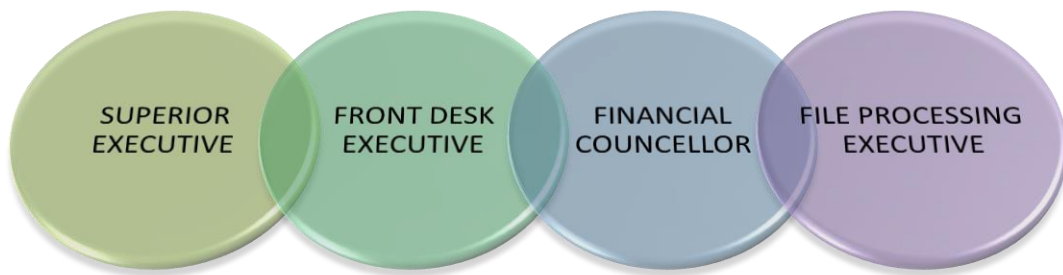 SUPERIOR
EXECUTIVE
FRONT DESK
EXECUTIVE
FINANCIAL
COUNCELLOR
FILE PROCESSING
EXECUTIVE